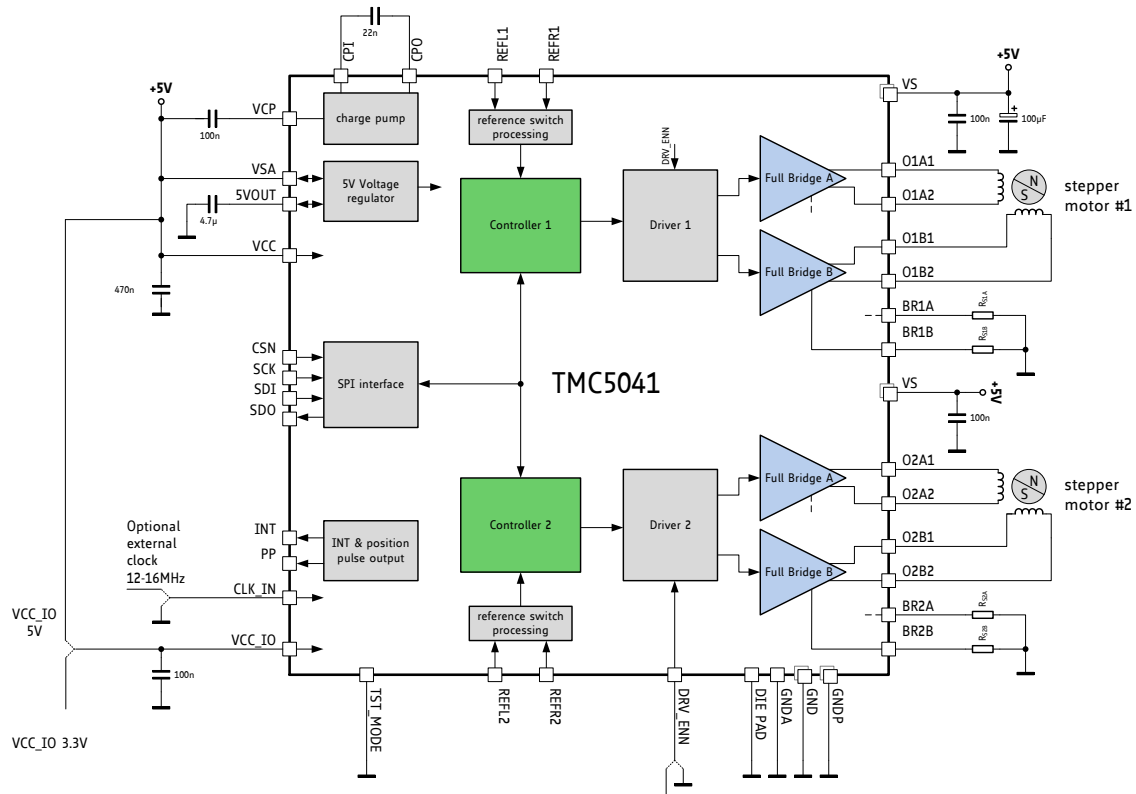 22n
CPI
CPO
REFL1
REFR1
+5V
+5V
VCP
100n
charge pump
reference switch
processing
VS
100n
+
100µF
VSA
5VOUT
4.7µ
5V Voltage
regulator
VCC
470n
Controller 1
DRV_ENN
Driver 1
Full Bridge A
Full Bridge B
O1A1
O1A2
O1B1
O1B2
N
S
stepper
motor #1
BR1A
RS1A
BR1B
RS1B
CSN
SCK
SDI
SDO
SPI interface
TMC5041
VS
+5V
100n
Controller 2
Driver 2
Full Bridge A
Full Bridge B
O2A1
O2A2
O2B1
O2B2
N
S
stepper
motor #2
BR2A
RS2A
BR2B
RS2B
INT
PP
INT & position
pulse output
Optional
external
clock
12-16MHz
CLK_IN
reference switch
processing
VCC_IO
5V
VCC_IO
100n
VCC_IO 3.3V
TST_MODE
REFL2
REFR2
DRV_ENN
DIE PAD
GNDA
GND
GNDP